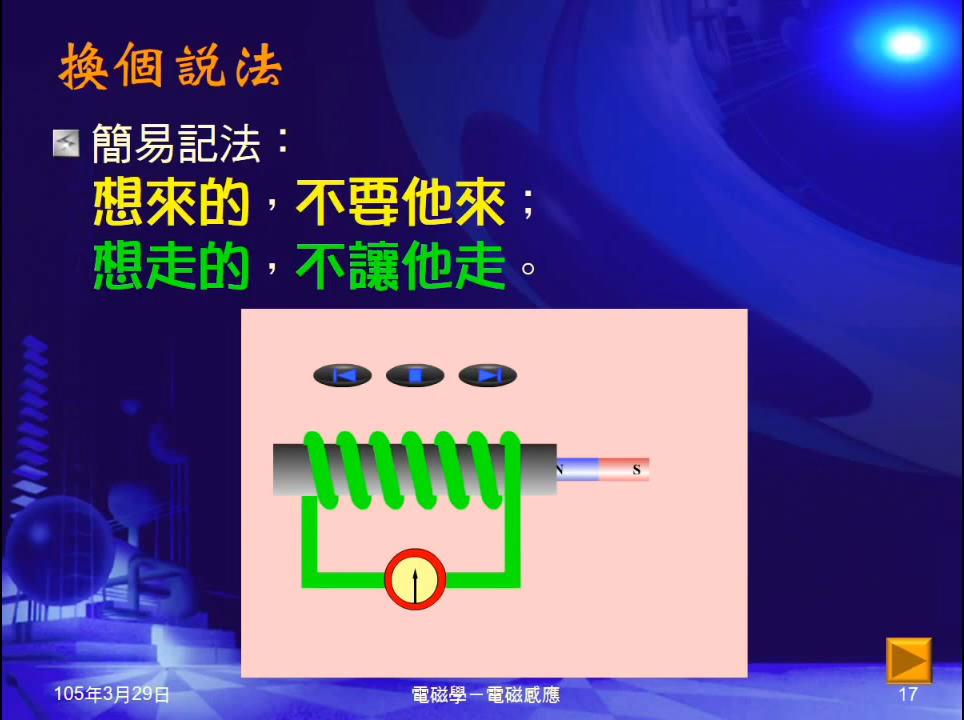 換個說法
簡易記法：
想來的，不要他來；
想走的，不讓他走。
N S
105年3月29日
電磁學－電磁感應
17